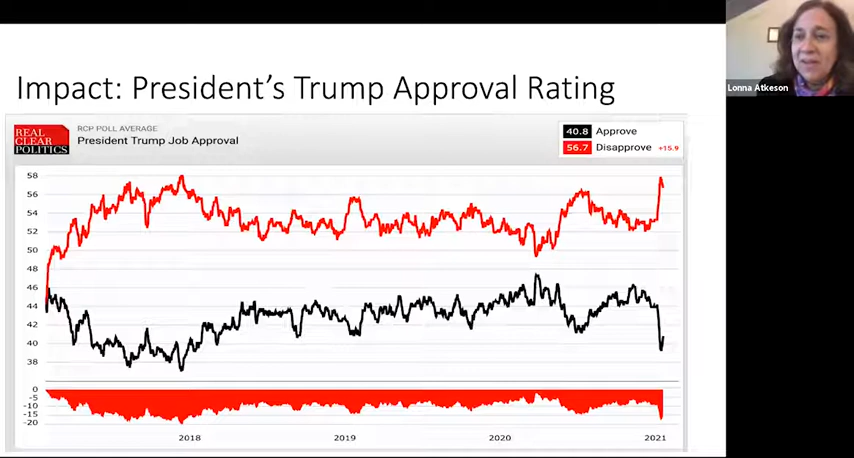 Impact: President's Trump Approval Rating
Lonna Atkeson
REAL
CLEAR
POLITICS
RCP POLL AVERAGE
President Trump Job Approval
40.8 Approve
56.7 Disapprove +15.9
58
56
54
52
50
48
46
44
42
40
38
0
-5
-10
-15
-20
2018 2019 2020 2021